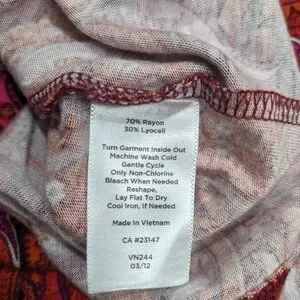 70% Rayon
30% Lyocell
Turn Garment Inside Out
Machine Wash Cold
Gentle Cycle
Only Non-Chlorine
Bleach When Needed
Reshape,
Lay Flat To Dry
Cool Iron, If Needed
Made In Vietnam
CA #23147
VN244
03/12